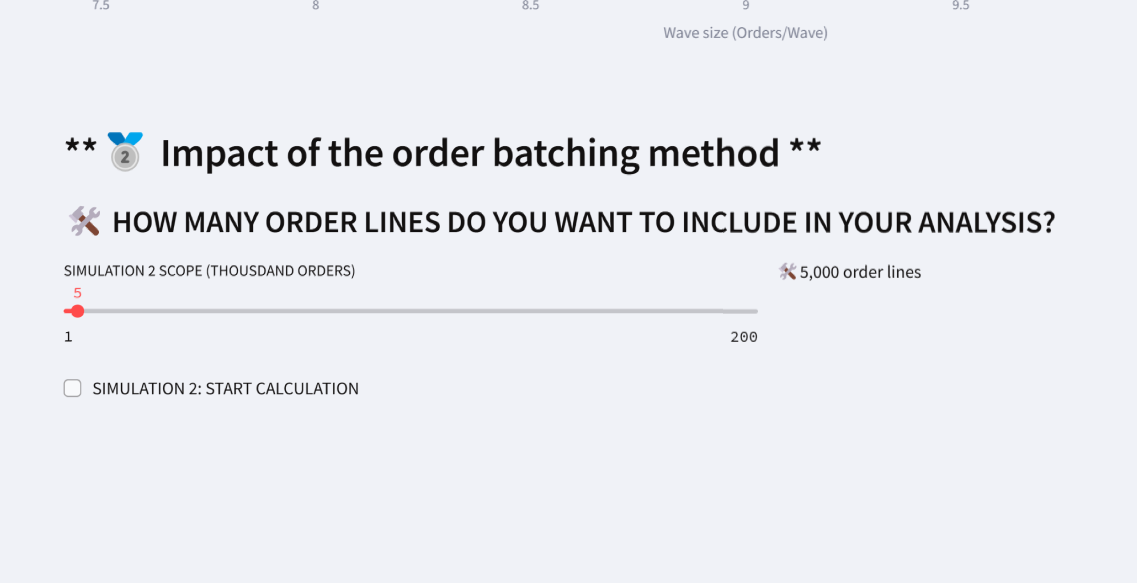 7.5 8 8.5 9 9.5
Wave size (Orders/Wave)
** 🥈 Impact of the order batching method **
🛠 HOW MANY ORDER LINES DO YOU WANT TO INCLUDE IN YOUR ANALYSIS?
SIMULATION 2 SCOPE (THOUSDAND ORDERS)
5
1 200
🛠 5,000 order lines
SIMULATION 2: START CALCULATION